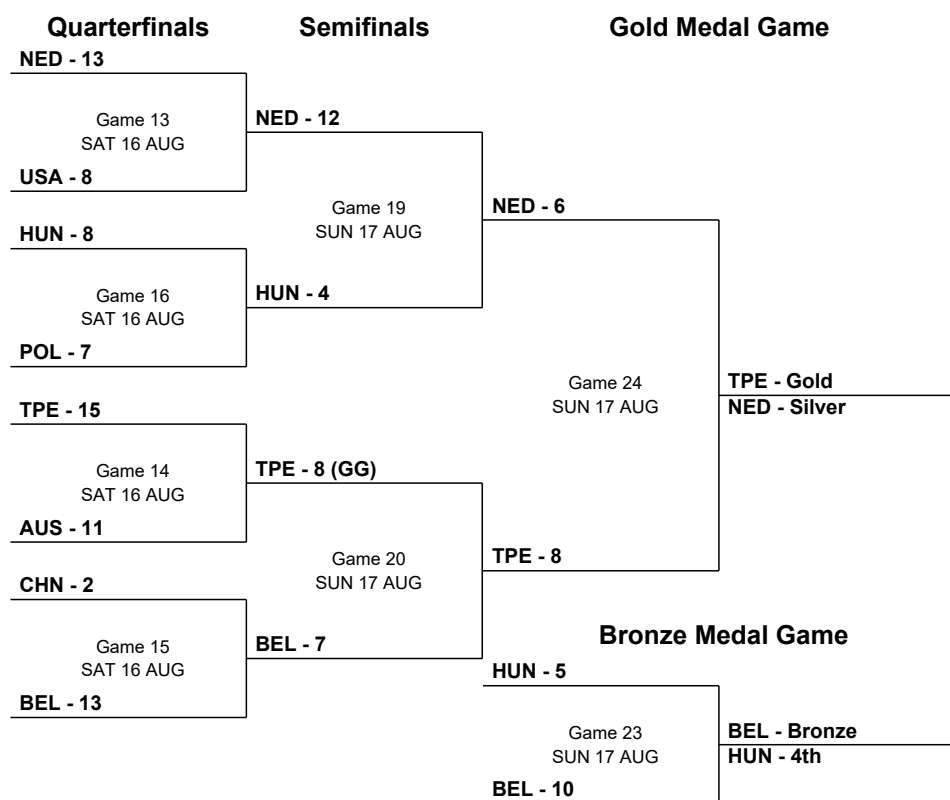 Quarterfinals
Semifinals
Gold Medal Game
NED - 13
Game 13
SAT 16 AUG
USA - 8
NED - 12
HUN - 8
Game 16
SAT 16 AUG
POL - 7
HUN - 4
Game 19
SUN 17 AUG
NED - 6
TPE - 15
Game 14
SAT 16 AUG
AUS - 11
TPE - 8 (GG)
CHN - 2
Game 15
SAT 16 AUG
BEL - 13
BEL - 7
Game 20
SUN 17 AUG
TPE - 8
Game 24
SUN 17 AUG
TPE - Gold
NED - Silver
Bronze Medal Game
HUN - 5
Game 23
SUN 17 AUG
BEL - 10
BEL - Bronze
HUN - 4th